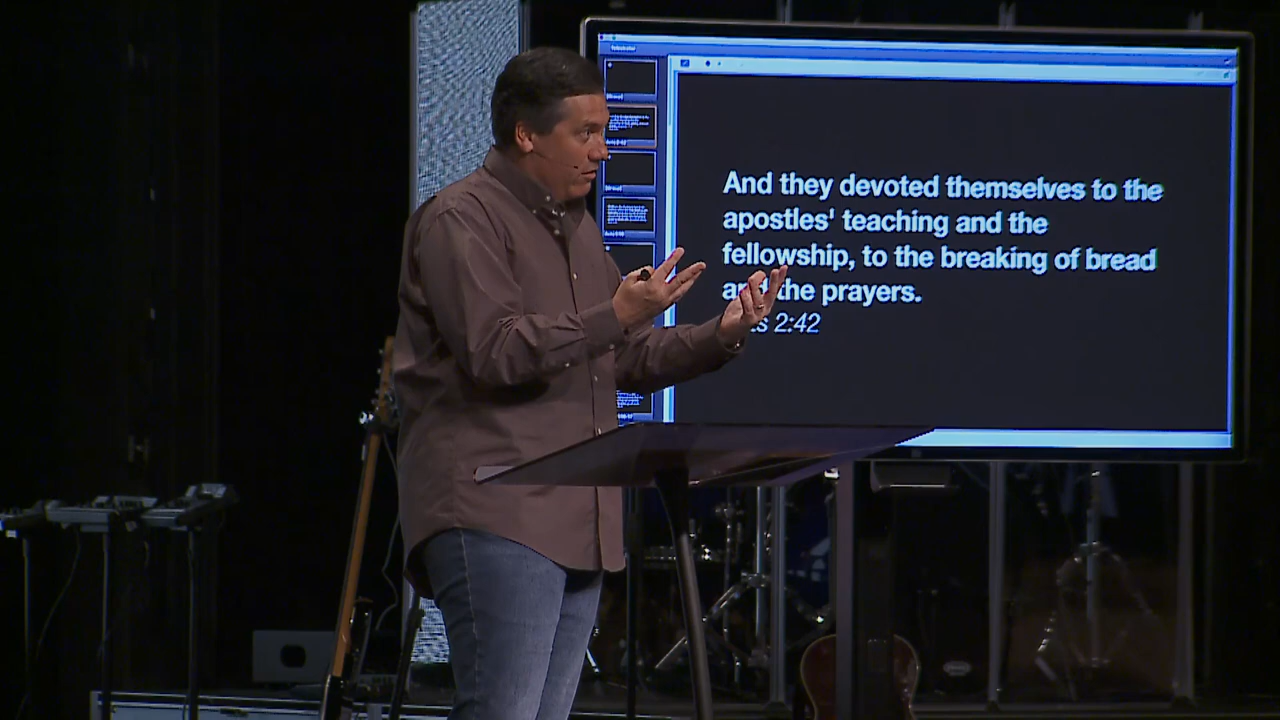 And they devoted themselves to the
apostles' teaching and the
fellowship, to the breaking of bread
the prayers.
2:42